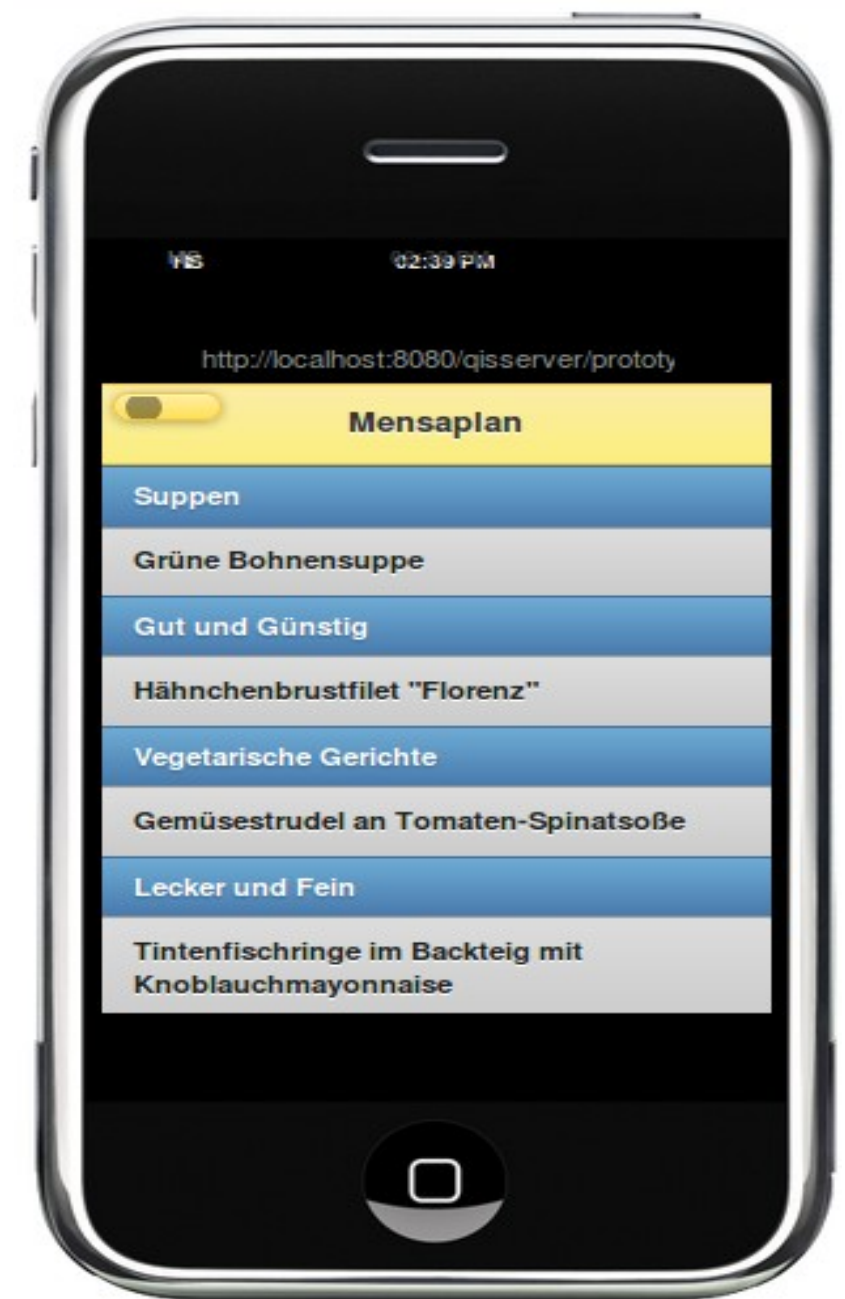 HIS
02:39 PM
http://localhost:8080/qisserver/prototy
Mensaplan
Suppen
Grüne Bohnensuppe
Gut und Günstig
Hähnchenbrustfilet "Florenz"
Vegetarische Gerichte
Gemüsestrudel an Tomaten-Spinatsoße
Lecker und Fein
Tintenfischringe im Backteig mit
Knoblauchmayonnaise